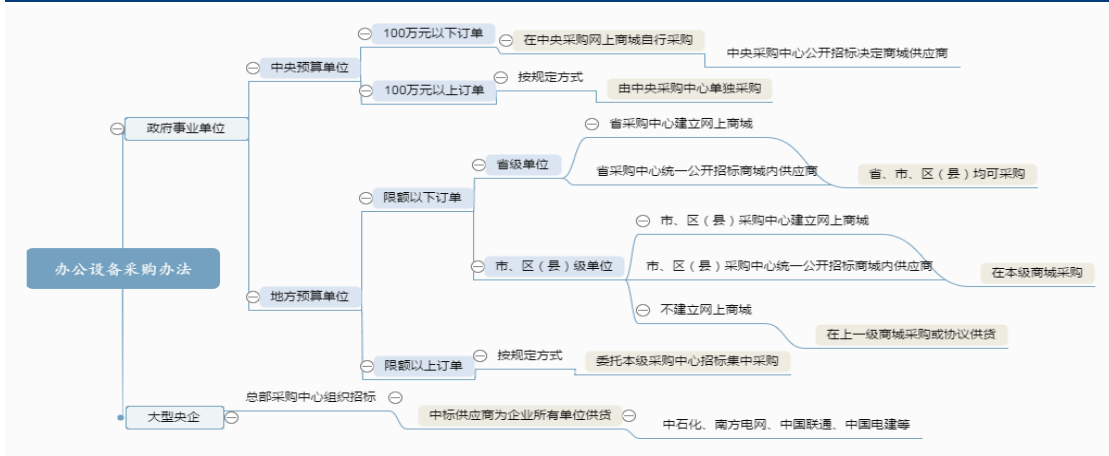 办公设备采购办法
政府事业单位
中央预算单位
100万元以下订单
在中央采购网上商城自行采购
中央采购中心公开招标决定商城供应商
100万元以上订单
按规定方式
由中央采购中心单独采购
地方预算单位
限额以下订单
省级单位
省采购中心建立网上商城
省采购中心统一公开招标商城内供应商
省、市、区（县）均可采购
市、区（县）级单位
市、区（县）采购中心建立网上商城
市、区（县）采购中心统一公开招标商城内供应商
在本级商城采购
不建立网上商城
在上一级商城采购或协议供货
限额以上订单
按规定方式
委托本级采购中心招标集中采购
大型央企
总部采购中心组织招标
中标供应商为企业所有单位供货
中石化、南方电网、中国联通、中国电建等